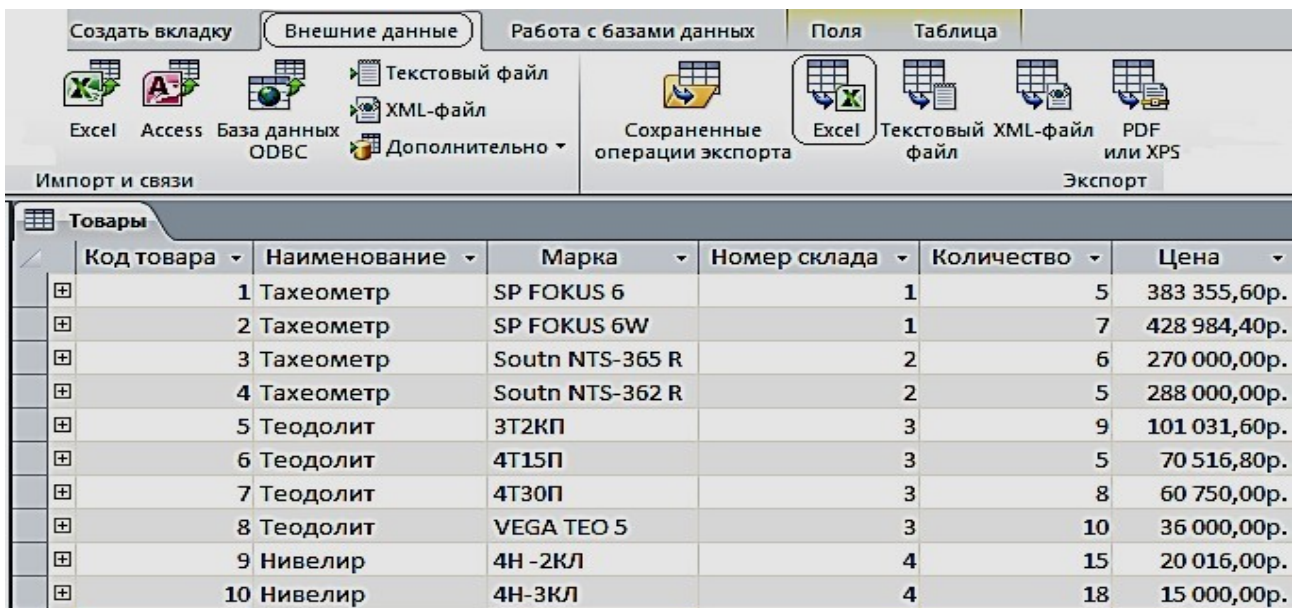 Создать вкладку Внешние данные Работа с базами данных Поля Таблица
Excel Access База данных ODBC
Текстовый файл
XML-файл
Дополнительно
Импорт и связи
Сохраненные операции экспорта
Excel
Текстовый файл
XML-файл
PDF или XPS
Экспорт
Товары
Код товара Наименование Марка Номер склада Количество Цена
1 Тахеометр SP FOKUS 6 1 5 383 355,60р.
2 Тахеометр SP FOKUS 6W 1 7 428 984,40р.
3 Тахеометр Soutn NTS-365 R 2 6 270 000,00р.
4 Тахеометр Soutn NTS-362 R 2 5 288 000,00р.
5 Теодолит 3Т2КП 3 9 101 031,60р.
6 Теодолит 4Т15П 3 5 70 516,80р.
7 Теодолит 4Т30П 3 8 60 750,00р.
8 Теодолит VEGA TEO 5 3 10 36 000,00р.
9 Нивелир 4Н -2КЛ 4 15 20 016,00р.
10 Нивелир 4Н-3КЛ 4 18 15 000,00р.